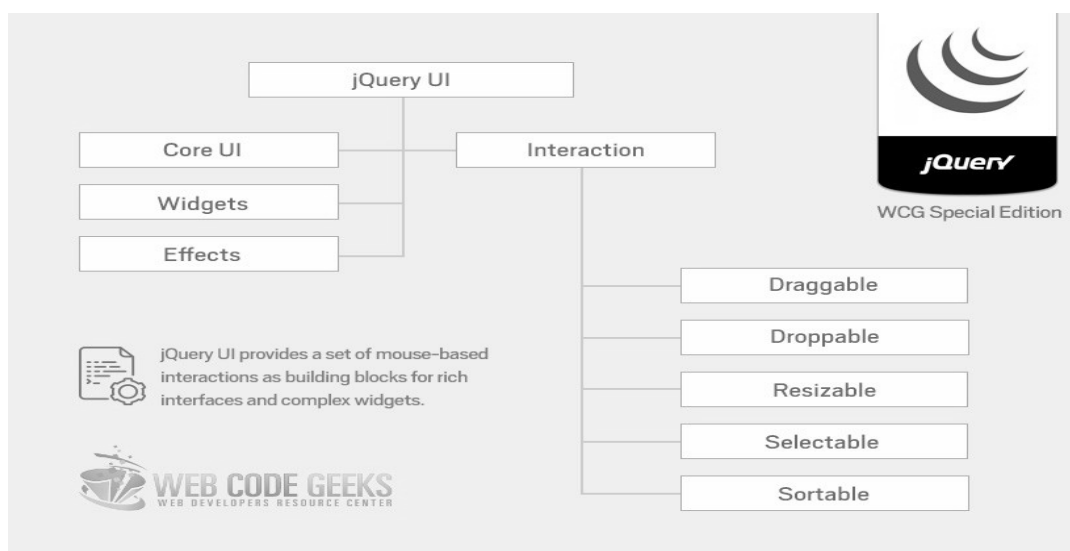 jQuery UI
Core UI
Interaction
jQuery
Widgets
WCG Special Edition
Effects
Draggable
Droppable
jQuery UI provides a set of mouse-based
interactions as building blocks for rich
interfaces and complex widgets.
Resizable
Selectable
Sortable
WEB CODE GEEKS
WEB DEVELOPERS RESOURCE CENTER